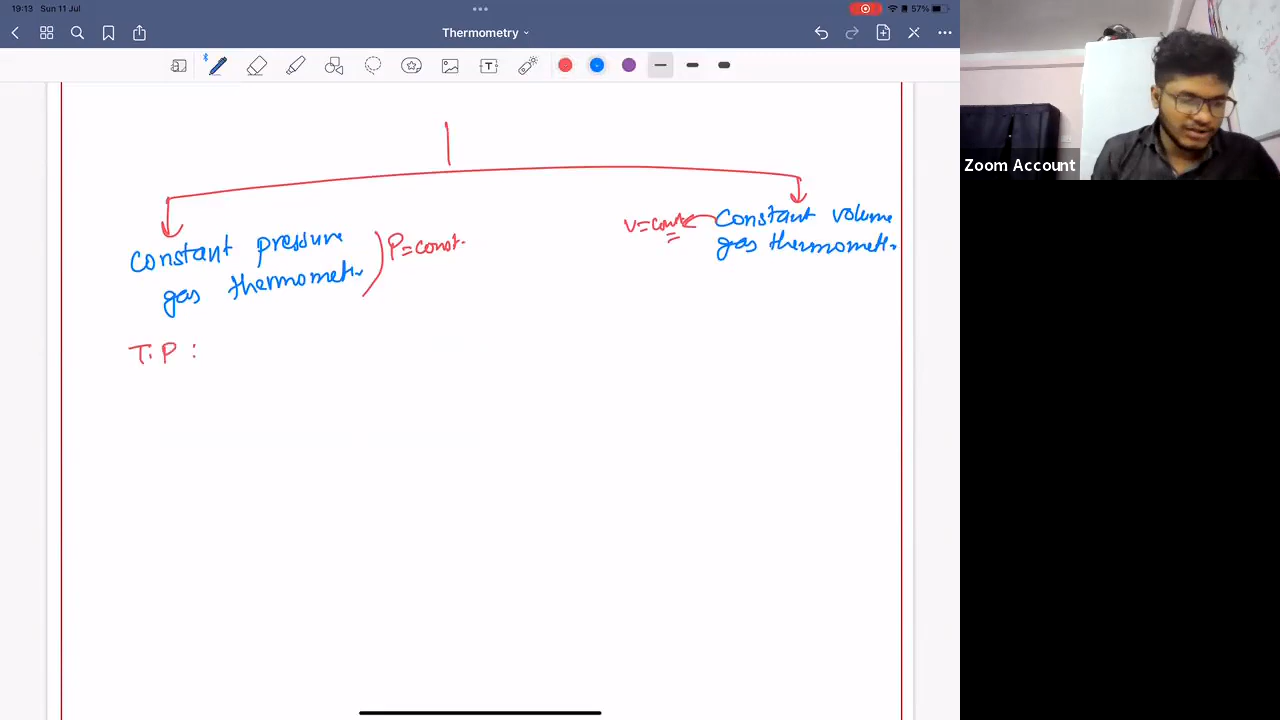 19:13 Sun 11 Jul
57%
Thermometry
Zoom Account
Constant pressure
gas thermomet
P=const.
V=const
Constant volume
gas thermomet
T.P :